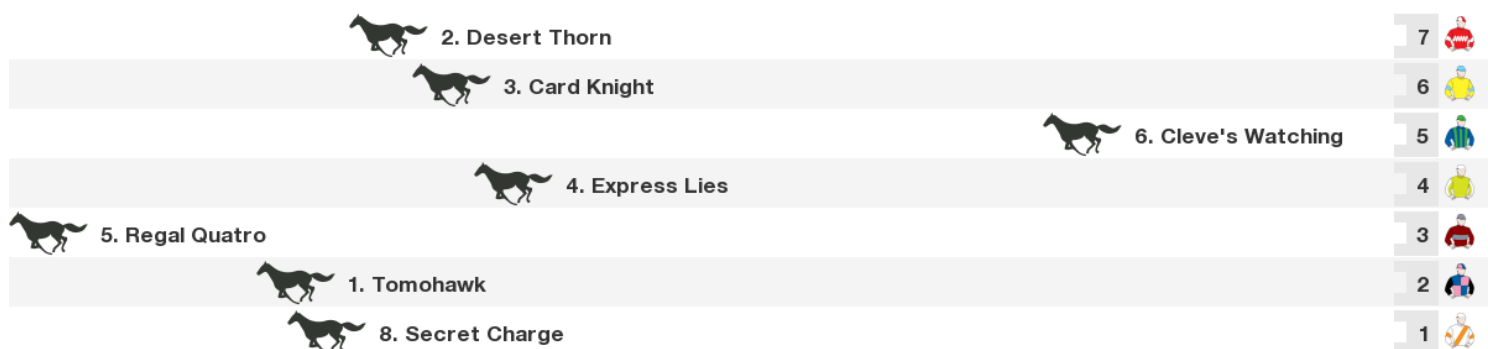 2. Desert Thorn 7
3. Card Knight 6
6. Cleve's Watching 5
4. Express Lies 4
5. Regal Quatro 3
1. Tomohawk 2
8. Secret Charge 1